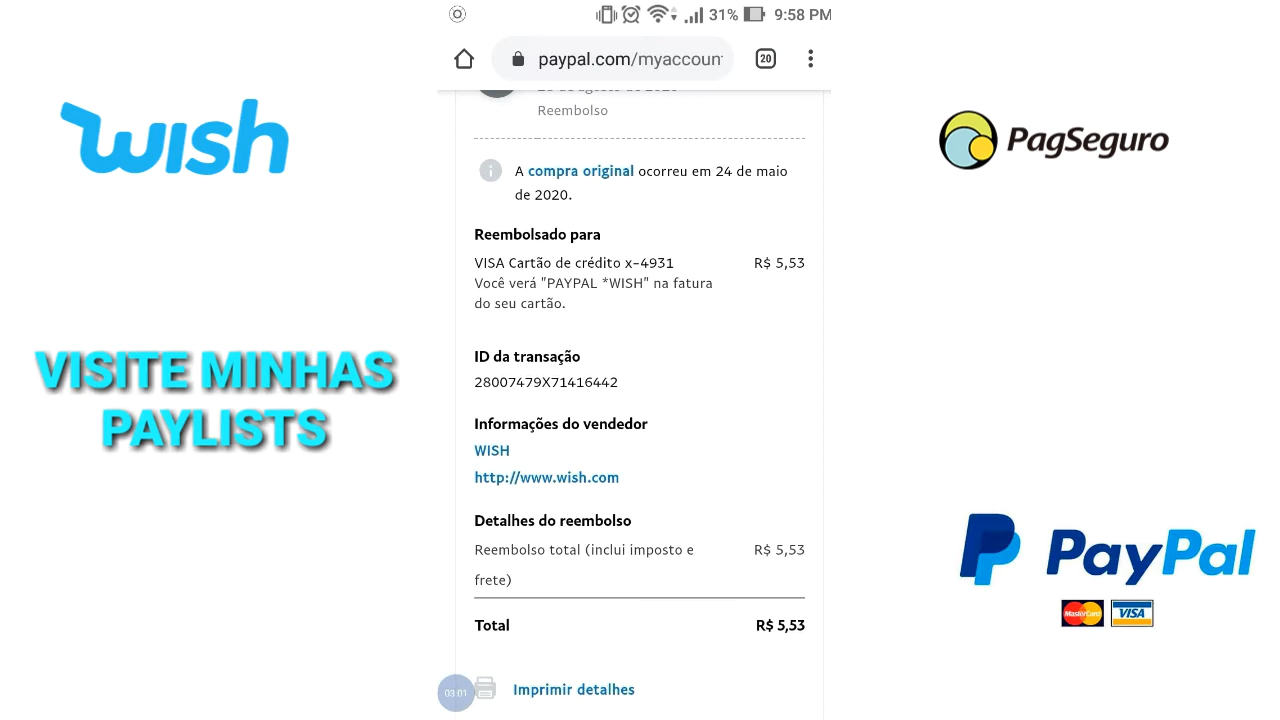 31% 9:58 PM
paypal.com/myaccoun
20
Reembolso
A compra original ocorreu em 24 de maio
de 2020.
Reembolsado para
VISA Cartão de crédito x-4931 R$ 5,53
Você verá "PAYPAL *WISH" na fatura
do seu cartão.
ID da transação
28007479X71416442
Informações do vendedor
WISH
http://www.wish.com
Detalhes do reembolso
Reembolso total (inclui imposto e R$ 5,53
frete)
Total R$ 5,53
03:01
Imprimir detalhes
wish
VISITE MINHAS
PAYLISTS
PagSeguro
PayPal
MasterCard VISA